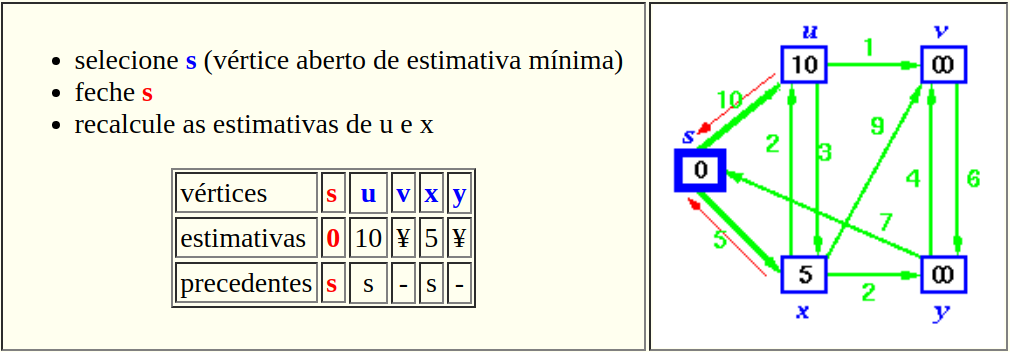 selecione s (vértice aberto de estimativa mínima)
feche s
recalcule as estimativas de u e x
vértices s u v x y
estimativas 0 10 ¥ 5 ¥
precedentes s s - s -
u v
10 1 ∞
10
s 2 3 9 4 6
0
5 7
5 2 ∞
x y